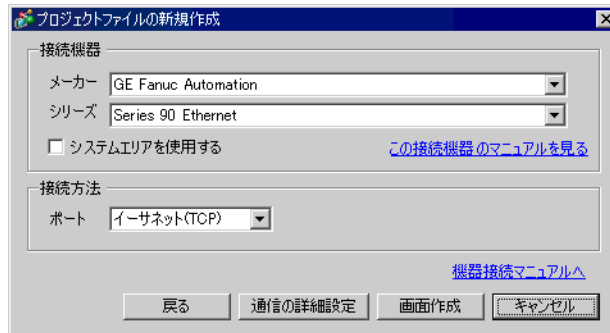 プロジェクトファイルの新規作成
接続機器
メーカー GE Fanuc Automation
シリーズ Series 90 Ethernet
システムエリアを使用する この接続機器のマニュアルを見る
接続方法
ポート イーサネット(TCP)
機器接続マニュアルへ
戻る 通信の詳細設定 画面作成 キャンセル